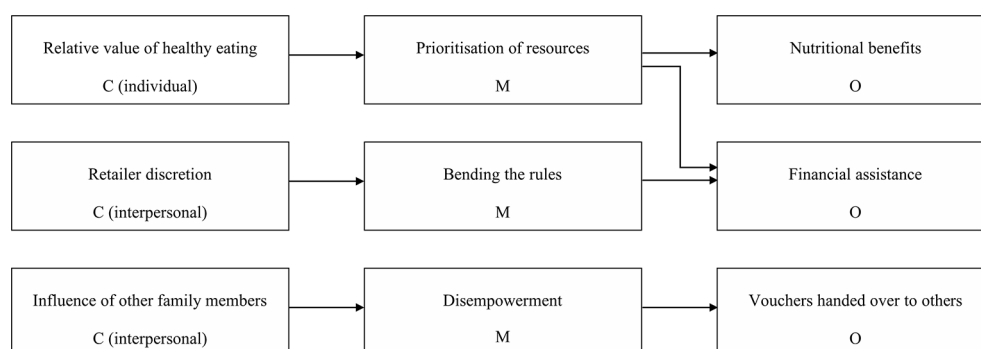 Relative value of healthy eating
C (individual)
Prioritisation of resources
M
Nutritional benefits
O
Retailer discretion
C (interpersonal)
Bending the rules
M
Financial assistance
O
Influence of other family members
C (interpersonal)
Disempowerment
M
Vouchers handed over to others
O